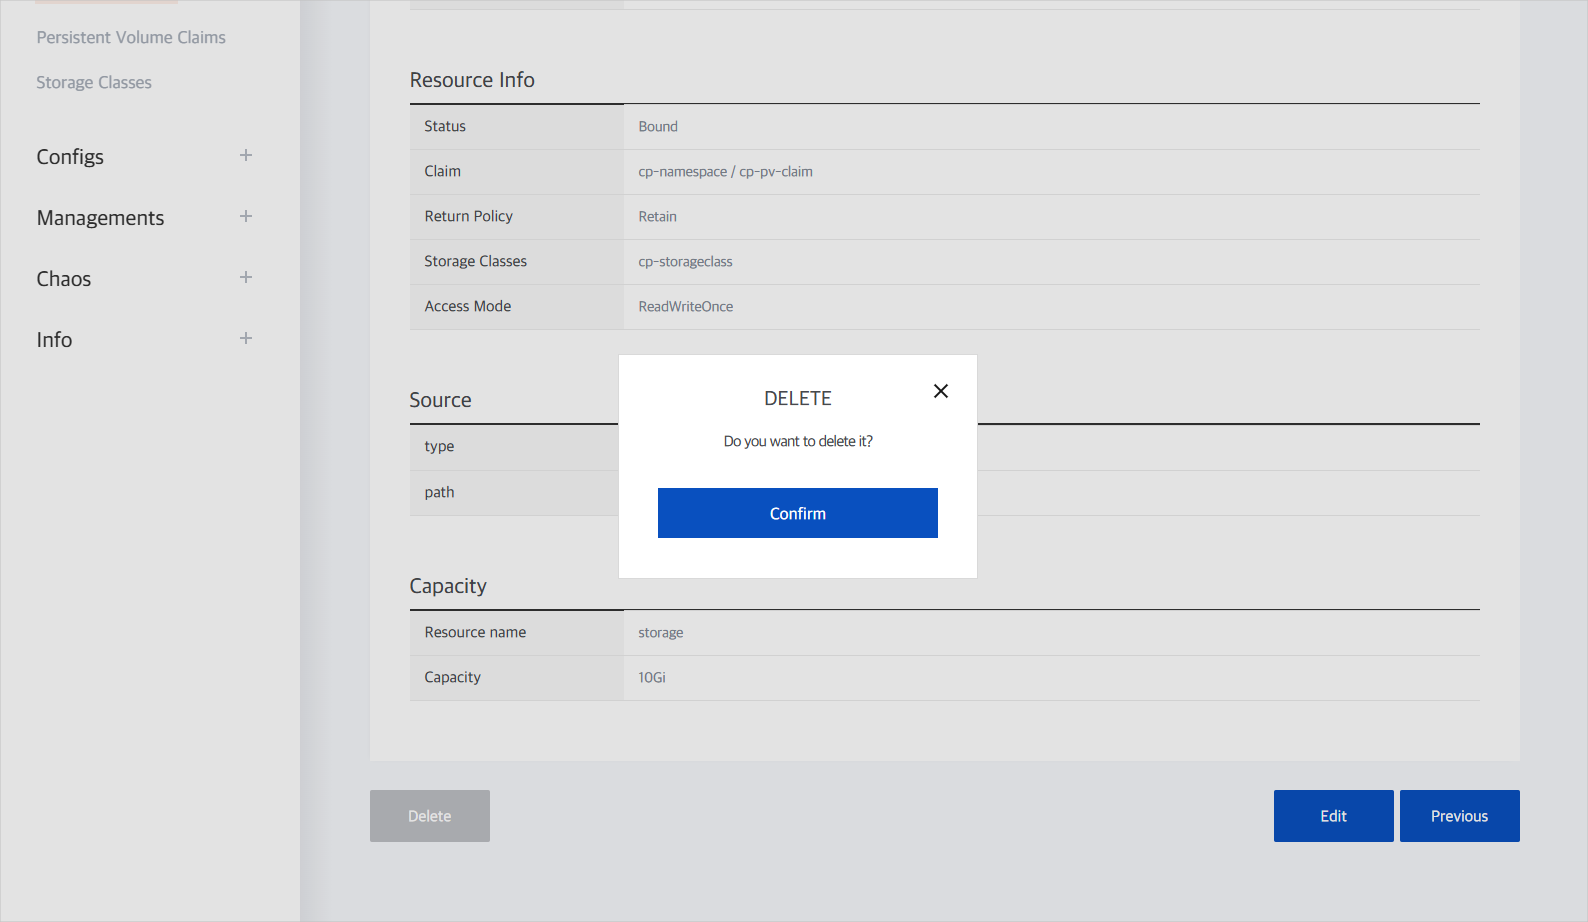 Persistent Volume Claims
Storage Classes
Configs
Managements
Chaos
Info
Resource Info
Status Bound
Claim cp-namespace / cp-pv-claim
Return Policy Retain
Storage Classes cp-storageclass
Access Mode ReadWriteOnce
Source
type
path
DELETE
Do you want to delete it?
Confirm
Capacity
Resource name storage
Capacity 10Gi
Delete
Edit
Previous